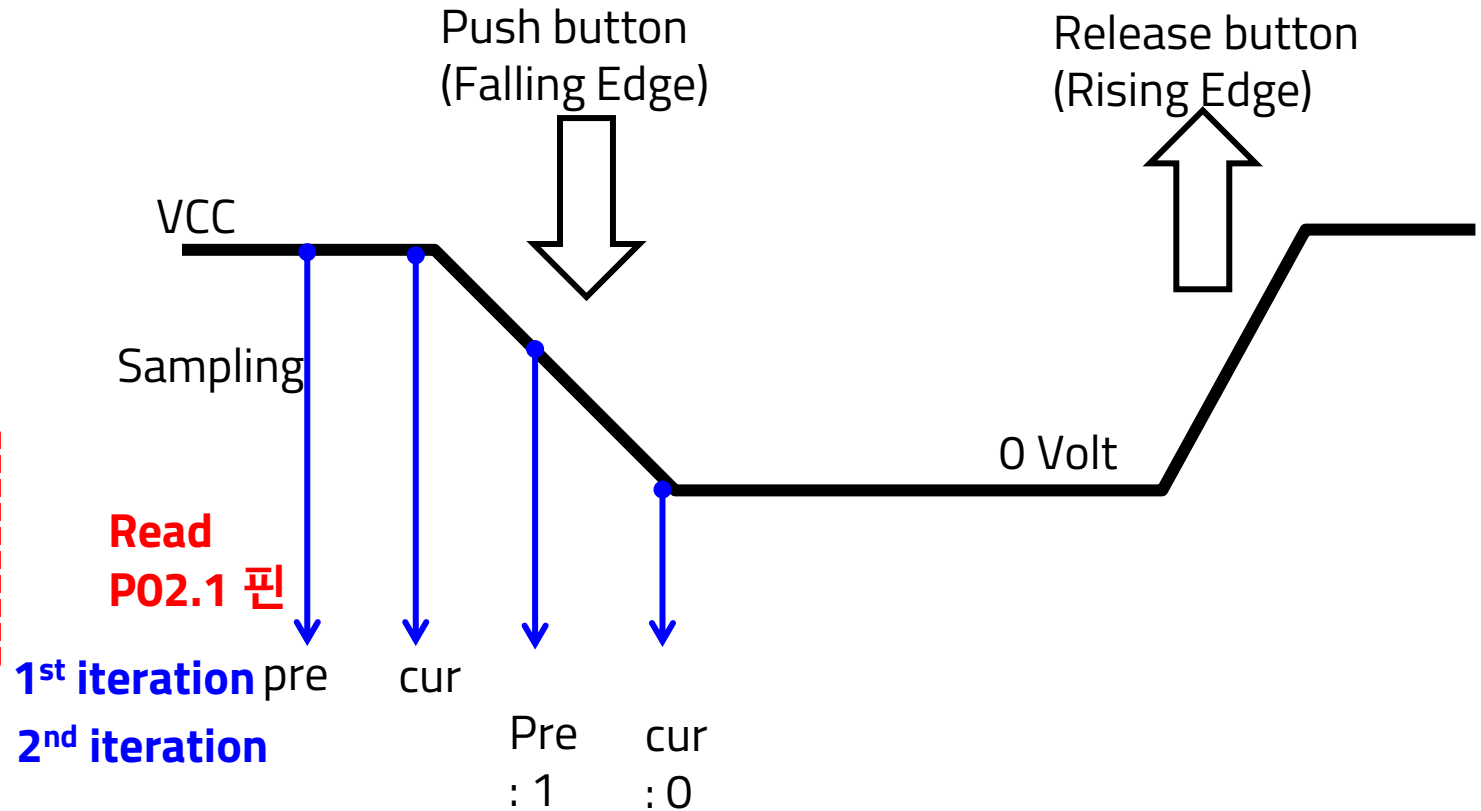 Push button
(Falling Edge)
Release button
(Rising Edge)
VCC
Sampling
0 Volt
Read
P02.1 핀
1st iteration pre cur
2nd iteration Pre cur
: 1 : 0